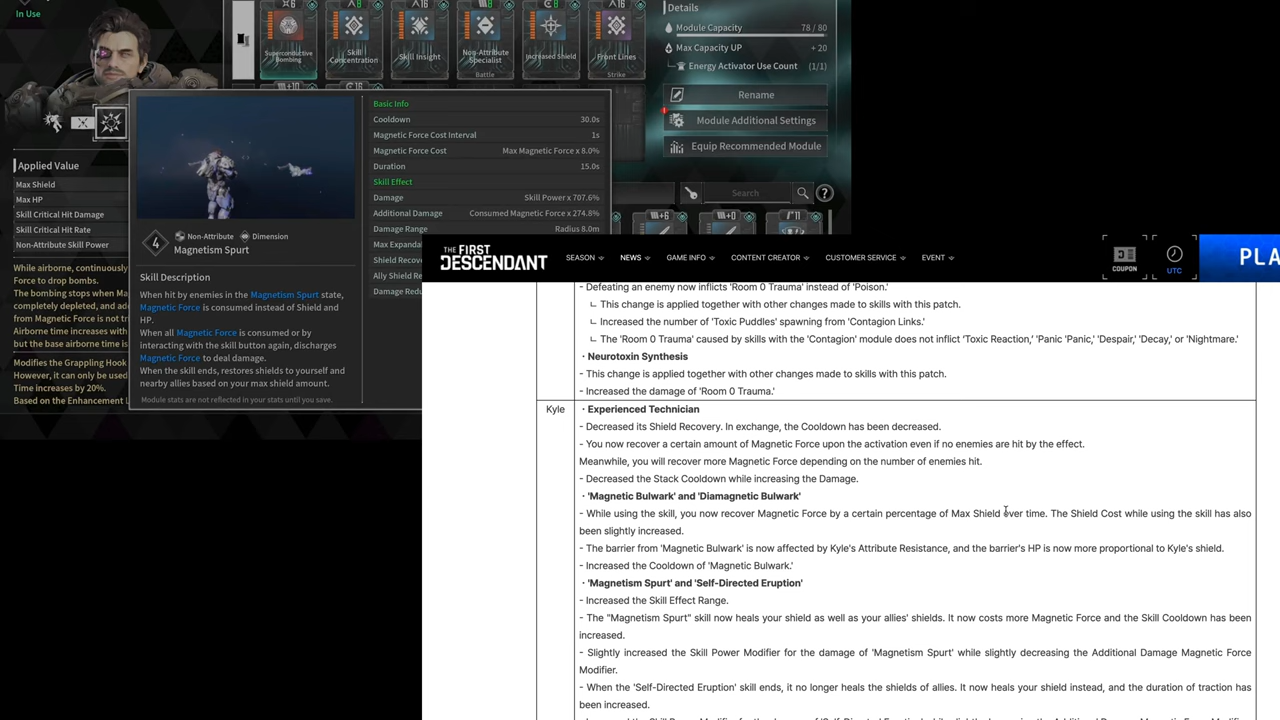 In Use
6
8
16
8
8
16
Superconductive Bombing
Skill Concentration
Skill Insight
Non-Attribute Specialist
Increased Shield
Front Lines
Battle
Strike
Details
Module Capacity 78 / 80
Max Capacity UP + 20
Energy Activator Use Count (1/1)
Rename
Module Additional Settings
Equip Recommended Module
Search
?
+6
+0
11
Applied Value
Max Shield
Max HP
Skill Critical Hit Damage
Skill Critical Hit Rate
Non-Attribute Skill Power
While airborne, continuously
Force to drop bombs.
The bombing stops when Ma
completely depleted, and add
from Magnetic Force is not tr
Airborne time increases with
but the base airborne time is
Modifies the Grappling Hook
However, it can only be used
Time increases by 20%.
Based on the Enhancement L
4
Non-Attribute Dimension
Magnetism Spurt
Skill Description
When hit by enemies in the Magnetism Spurt state,
Magnetic Force is consumed instead of Shield and
HP.
When all Magnetic Force is consumed or by
interacting with the skill button again, discharges
Magnetic Force to deal damage.
When the skill ends, restores shields to yourself and
nearby allies based on your max shield amount.
Module stats are not reflected in your stats until you save.
Basic Info
Cooldown 30.0s
Magnetic Force Cost Interval 1s
Magnetic Force Cost Max Magnetic Force x 8.0%
Duration 15.0s
Skill Effect
Damage Skill Power x 707.6%
Additional Damage Consumed Magnetic Force x 274.8%
Damage Range Radius 8.0m
Max Expanda
Shield Recove
Ally Shield Re
Damage Redu
THE FIRST DESCENDANT
SEASON NEWS GAME INFO CONTENT CREATOR CUSTOMER SERVICE EVENT
COUPON
UTC
PLA
- Defeating an enemy now inflicts 'Room 0 Trauma' instead of 'Poison.'
ㄴ This change is applied together with other changes made to skills with this patch.
ㄴ Increased the number of 'Toxic Puddles' spawning from 'Contagion Links.'
ㄴ The 'Room 0 Trauma' caused by skills with the 'Contagion' module does not inflict 'Toxic Reaction,' 'Panic 'Panic,' 'Despair,' 'Decay,' or 'Nightmare.'
· Neurotoxin Synthesis
- This change is applied together with other changes made to skills with this patch.
- Increased the damage of 'Room 0 Trauma.'
Kyle
· Experienced Technician
- Decreased its Shield Recovery. In exchange, the Cooldown has been decreased.
- You now recover a certain amount of Magnetic Force upon the activation even if no enemies are hit by the effect.
Meanwhile, you will recover more Magnetic Force depending on the number of enemies hit.
- Decreased the Stack Cooldown while increasing the Damage.
· 'Magnetic Bulwark' and 'Diamagnetic Bulwark'
- While using the skill, you now recover Magnetic Force by a certain percentage of Max Shield over time. The Shield Cost while using the skill has also
been slightly increased.
- The barrier from 'Magnetic Bulwark' is now affected by Kyle's Attribute Resistance, and the barrier's HP is now more proportional to Kyle's shield.
- Increased the Cooldown of 'Magnetic Bulwark.'
· 'Magnetism Spurt' and 'Self-Directed Eruption'
- Increased the Skill Effect Range.
- The "Magnetism Spurt" skill now heals your shield as well as your allies' shields. It now costs more Magnetic Force and the Skill Cooldown has been
increased.
- Slightly increased the Skill Power Modifier for the damage of 'Magnetism Spurt' while slightly decreasing the Additional Damage Magnetic Force
Modifier.
- When the 'Self-Directed Eruption' skill ends, it no longer heals the shields of allies. It now heals your shield instead, and the duration of traction has
been increased.